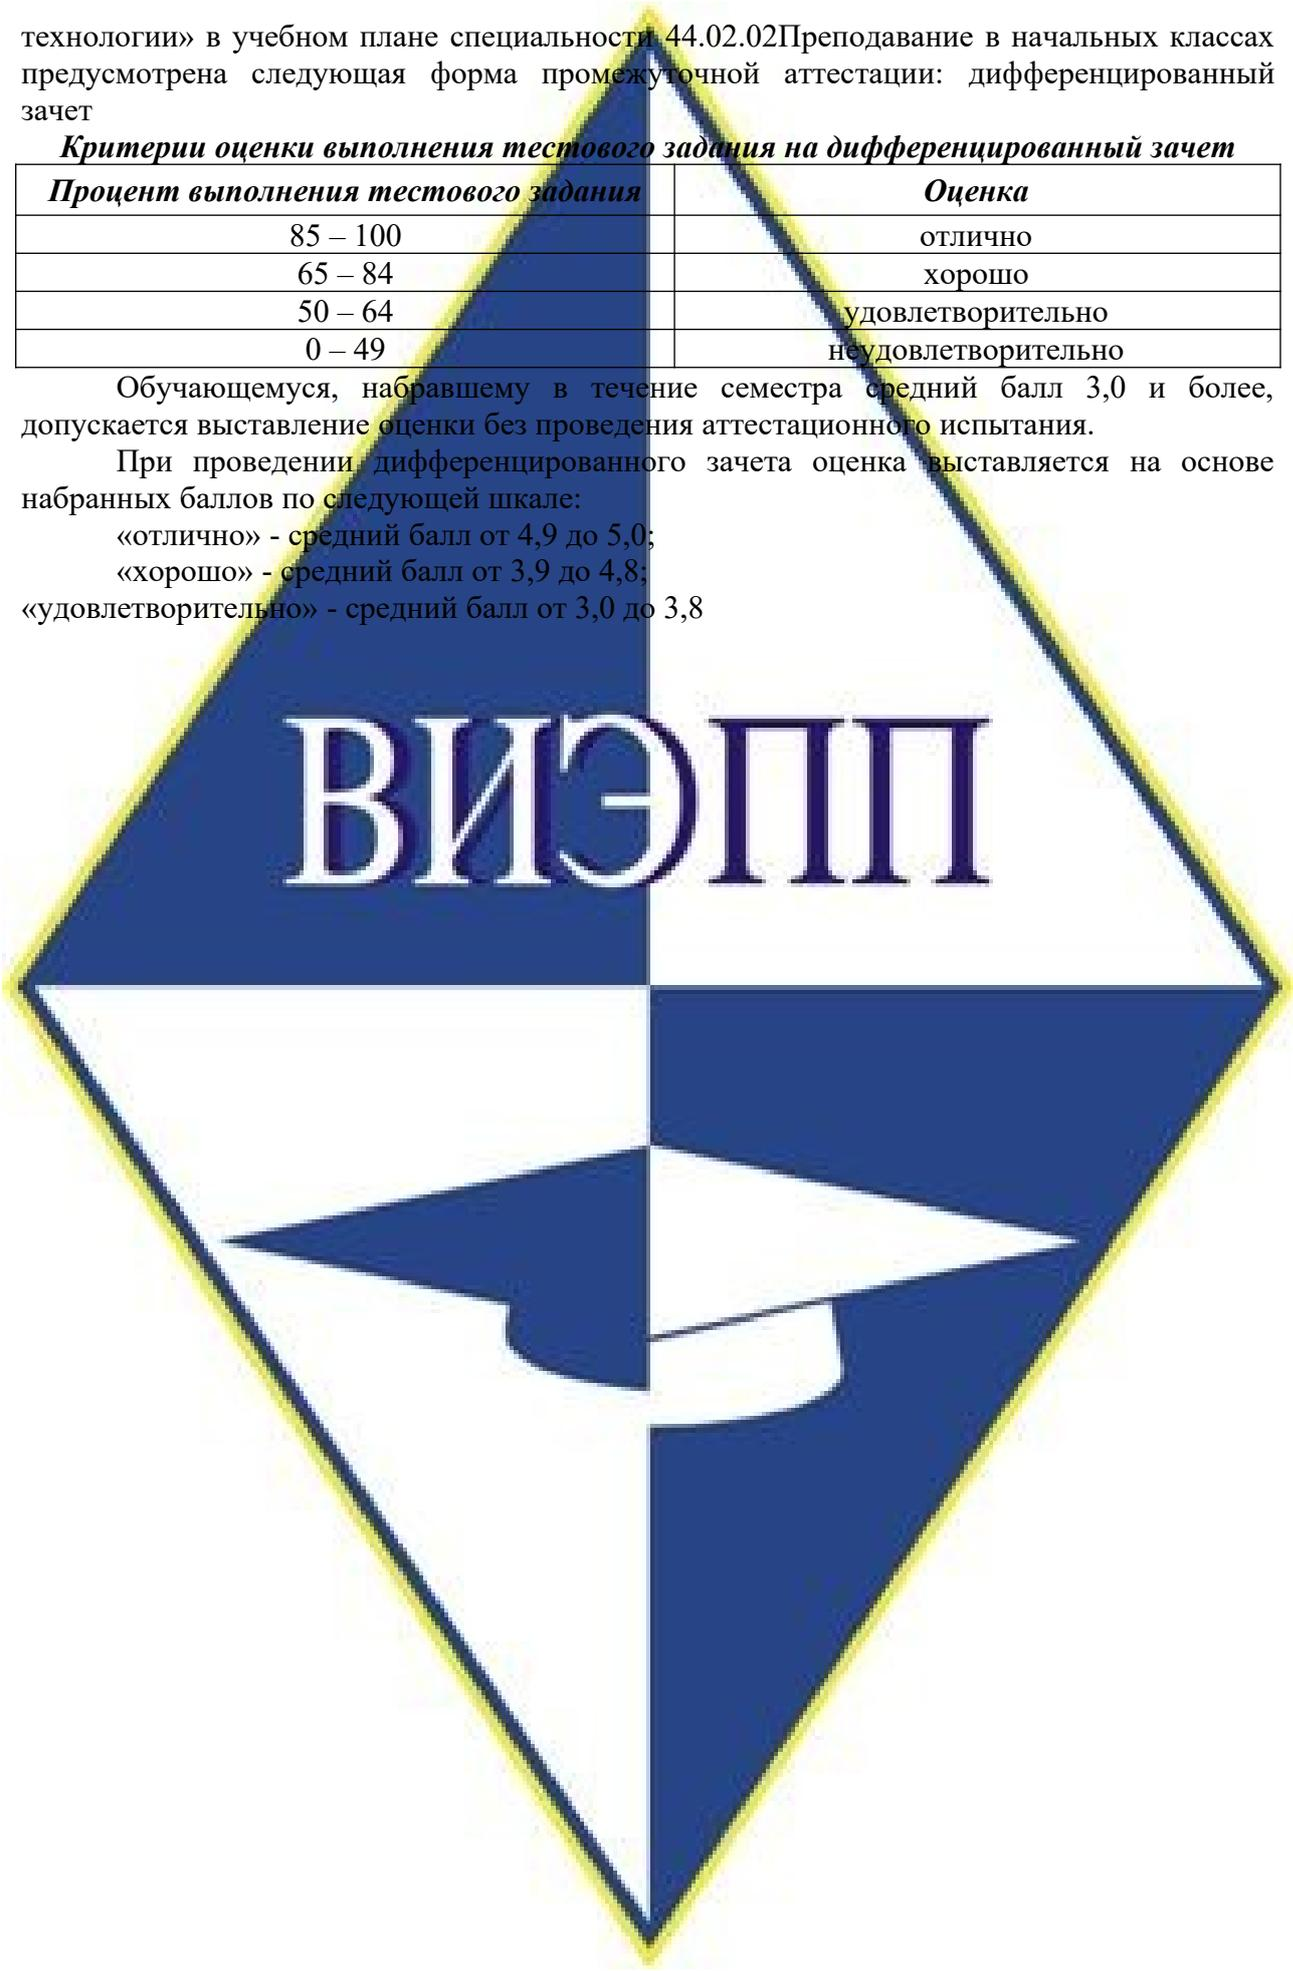 технологии» в учебном плане специальности 44.02.02Преподавание в начальных классах
предусмотрена следующая форма промежуточной аттестации: дифференцированный
зачет
Критерии оценки выполнения тестового задания на дифференцированный зачет
Процент выполнения тестового задания Оценка
85 – 100 отлично
65 – 84 хорошо
50 – 64 удовлетворительно
0 – 49 неудовлетворительно
Обучающемуся, набравшему в течение семестра средний балл 3,0 и более,
допускается выставление оценки без проведения аттестационного испытания.
При проведении дифференцированного зачета оценка выставляется на основе
набранных баллов по следующей шкале:
«отлично» - средний балл от 4,9 до 5,0;
«хорошо» - средний балл от 3,9 до 4,8;
«удовлетворительно» - средний балл от 3,0 до 3,8
ВИЭПП